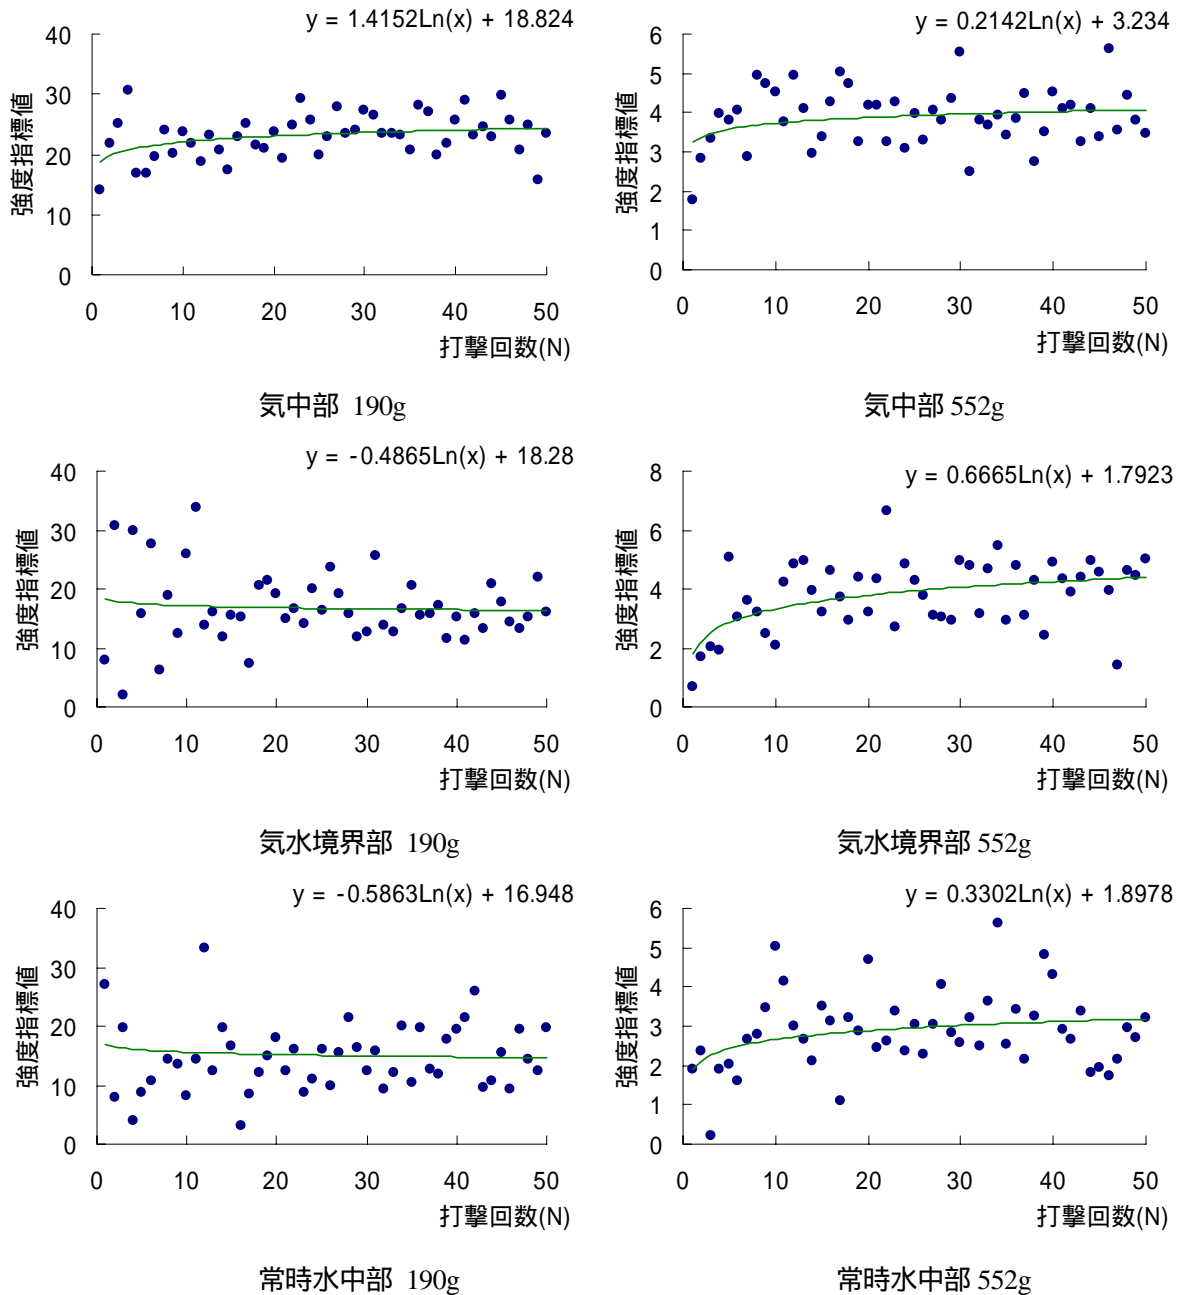 y = 1.4152Ln(x) + 18.824
40
30
20
10
0
強度指標値
0 10 20 30 40 50
打撃回数(N)
気中部 190g
y = 0.2142Ln(x) + 3.234
6
5
4
3
2
1
0
強度指標値
0 10 20 30 40 50
打撃回数(N)
気中部 552g
y = -0.4865Ln(x) + 18.28
40
30
20
10
0
強度指標値
0 10 20 30 40 50
打撃回数(N)
気水境界部 190g
y = 0.6665Ln(x) + 1.7923
8
6
4
2
0
強度指標値
0 10 20 30 40 50
打撃回数(N)
気水境界部 552g
y = -0.5863Ln(x) + 16.948
40
30
20
10
0
強度指標値
0 10 20 30 40 50
打撃回数(N)
常時水中部 190g
y = 0.3302Ln(x) + 1.8978
6
5
4
3
2
1
0
強度指標値
0 10 20 30 40 50
打撃回数(N)
常時水中部 552g